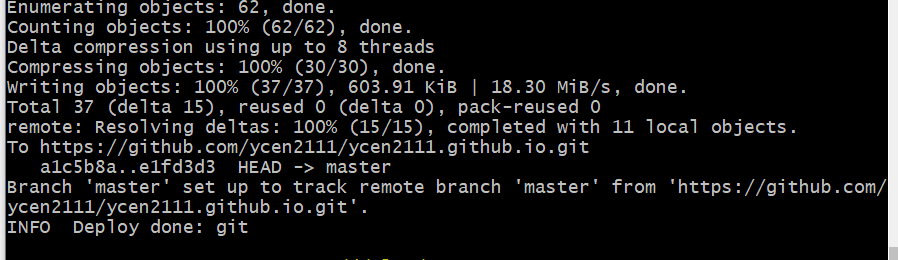 Enumerating objects: 62, done.
Counting objects: 100% (62/62), done.
Delta compression using up to 8 threads
Compressing objects: 100% (30/30), done.
Writing objects: 100% (37/37), 603.91 KiB | 18.30 MiB/s, done.
Total 37 (delta 15), reused 0 (delta 0), pack-reused 0
remote: Resolving deltas: 100% (15/15), completed with 11 local objects.
To https://github.com/ycen2111/ycen2111.github.io.git
   a1c5b8a..e1fd3d3  HEAD -> master
Branch 'master' set up to track remote branch 'master' from 'https://github.com/
ycen2111/ycen2111.github.io.git'.
INFO  Deploy done: git